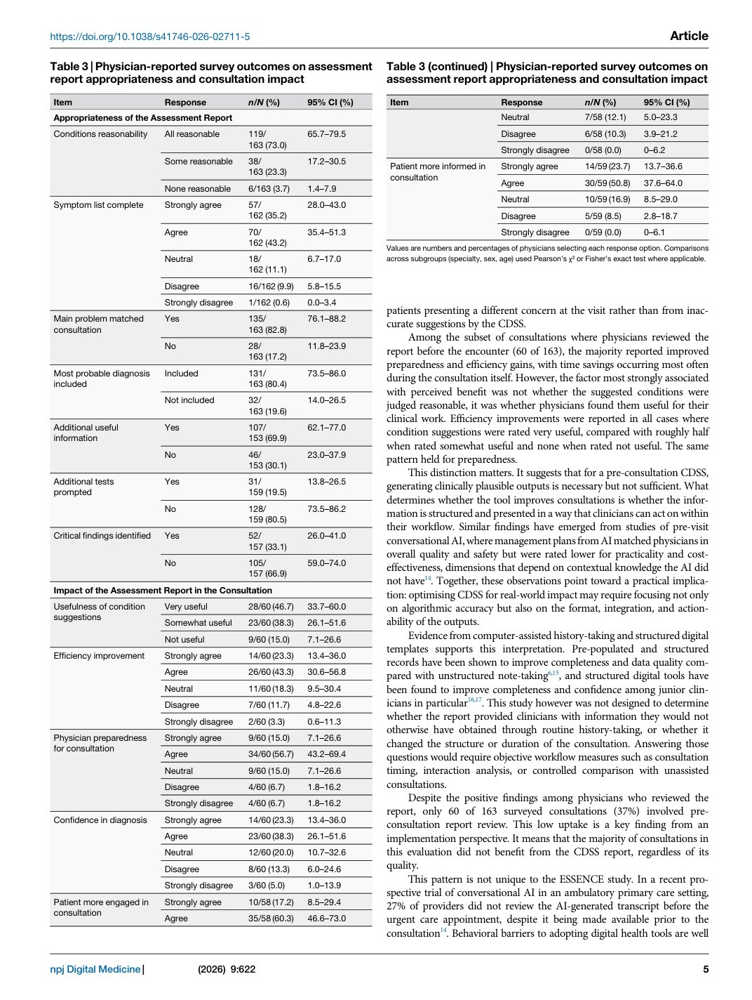 https://doi.org/10.1038/s41746-026-02711-5
Article
Table 3 | Physician-reported survey outcomes on assessment
report appropriateness and consultation impact
Item Response n/N (%) 95% CI (%)
Appropriateness of the Assessment Report
Conditions reasonability All reasonable 119/ 65.7–79.5
163 (73.0)
Some reasonable 38/ 17.2–30.5
163 (23.3)
None reasonable 6/163 (3.7) 1.4–7.9
Symptom list complete Strongly agree 57/ 28.0–43.0
162 (35.2)
Agree 70/ 35.4–51.3
162 (43.2)
Neutral 18/ 6.7–17.0
162 (11.1)
Disagree 16/162 (9.9) 5.8–15.5
Strongly disagree 1/162 (0.6) 0.0–3.4
Main problem matched Yes 135/ 76.1–88.2
consultation 163 (82.8)
No 28/ 11.8–23.9
163 (17.2)
Most probable diagnosis Included 131/ 73.5–86.0
included 163 (80.4)
Not included 32/ 14.0–26.5
163 (19.6)
Additional useful Yes 107/ 62.1–77.0
information 153 (69.9)
No 46/ 23.0–37.9
153 (30.1)
Additional tests Yes 31/ 13.8–26.5
prompted 159 (19.5)
No 128/ 73.5–86.2
159 (80.5)
Critical findings identified Yes 52/ 26.0–41.0
157 (33.1)
No 105/ 59.0–74.0
157 (66.9)
Impact of the Assessment Report in the Consultation
Usefulness of condition Very useful 28/60 (46.7) 33.7–60.0
suggestions Somewhat useful 23/60 (38.3) 26.1–51.6
Not useful 9/60 (15.0) 7.1–26.6
Efficiency improvement Strongly agree 14/60 (23.3) 13.4–36.0
Agree 26/60 (43.3) 30.6–56.8
Neutral 11/60 (18.3) 9.5–30.4
Disagree 7/60 (11.7) 4.8–22.6
Strongly disagree 2/60 (3.3) 0.6–11.3
Physician preparedness Strongly agree 9/60 (15.0) 7.1–26.6
for consultation Agree 34/60 (56.7) 43.2–69.4
Neutral 9/60 (15.0) 7.1–26.6
Disagree 4/60 (6.7) 1.8–16.2
Strongly disagree 4/60 (6.7) 1.8–16.2
Confidence in diagnosis Strongly agree 14/60 (23.3) 13.4–36.0
Agree 23/60 (38.3) 26.1–51.6
Neutral 12/60 (20.0) 10.7–32.6
Disagree 8/60 (13.3) 6.0–24.6
Strongly disagree 3/60 (5.0) 1.0–13.9
Patient more engaged in Strongly agree 10/58 (17.2) 8.5–29.4
consultation Agree 35/58 (60.3) 46.6–73.0
Table 3 (continued) | Physician-reported survey outcomes on
assessment report appropriateness and consultation impact
Item Response n/N (%) 95% CI (%)
Neutral 7/58 (12.1) 5.0–23.3
Disagree 6/58 (10.3) 3.9–21.2
Strongly disagree 0/58 (0.0) 0–6.2
Patient more informed in Strongly agree 14/59 (23.7) 13.7–36.6
consultation Agree 30/59 (50.8) 37.6–64.0
Neutral 10/59 (16.9) 8.5–29.0
Disagree 5/59 (8.5) 2.8–18.7
Strongly disagree 0/59 (0.0) 0–6.1
Values are numbers and percentages of physicians selecting each response option. Comparisons
across subgroups (specialty, sex, age) used Pearson's χ² or Fisher's exact test where applicable.
patients presenting a different concern at the visit rather than from inac-
curate suggestions by the CDSS.
Among the subset of consultations where physicians reviewed the
report before the encounter (60 of 163), the majority reported improved
preparedness and efficiency gains, with time savings occurring most often
during the consultation itself. However, the factor most strongly associated
with perceived benefit was not whether the suggested conditions were
judged reasonable, it was whether physicians found them useful for their
clinical work. Efficiency improvements were reported in all cases where
condition suggestions were rated very useful, compared with roughly half
when rated somewhat useful and none when rated not useful. The same
pattern held for preparedness.
This distinction matters. It suggests that for a pre-consultation CDSS,
generating clinically plausible outputs is necessary but not sufficient. What
determines whether the tool improves consultations is whether the infor-
mation is structured and presented in a way that clinicians can act on within
their workflow. Similar findings have emerged from studies of pre-visit
conversational AI, where management plans from AI matched physicians in
overall quality and safety but were rated lower for practicality and cost-
effectiveness, dimensions that depend on contextual knowledge the AI did
not have14. Together, these observations point toward a practical implica-
tion: optimising CDSS for real-world impact may require focusing not only
on algorithmic accuracy but also on the format, integration, and action-
ability of the outputs.
Evidence from computer-assisted history-taking and structured digital
templates supports this interpretation. Pre-populated and structured
records have been shown to improve completeness and data quality com-
pared with unstructured note-taking6,15, and structured digital tools have
been found to improve completeness and confidence among junior clin-
icians in particular16,17. This study however was not designed to determine
whether the report provided clinicians with information they would not
otherwise have obtained through routine history-taking, or whether it
changed the structure or duration of the consultation. Answering those
questions would require objective workflow measures such as consultation
timing, interaction analysis, or controlled comparison with unassisted
consultations.
Despite the positive findings among physicians who reviewed the
report, only 60 of 163 surveyed consultations (37%) involved pre-
consultation report review. This low uptake is a key finding from an
implementation perspective. It means that the majority of consultations in
this evaluation did not benefit from the CDSS report, regardless of its
quality.
This pattern is not unique to the ESSENCE study. In a recent pro-
spective trial of conversational AI in an ambulatory primary care setting,
27% of providers did not review the AI-generated transcript before the
urgent care appointment, despite it being made available prior to the
consultation14. Behavioral barriers to adopting digital health tools are well
npj Digital Medicine | (2026) 9:622 5